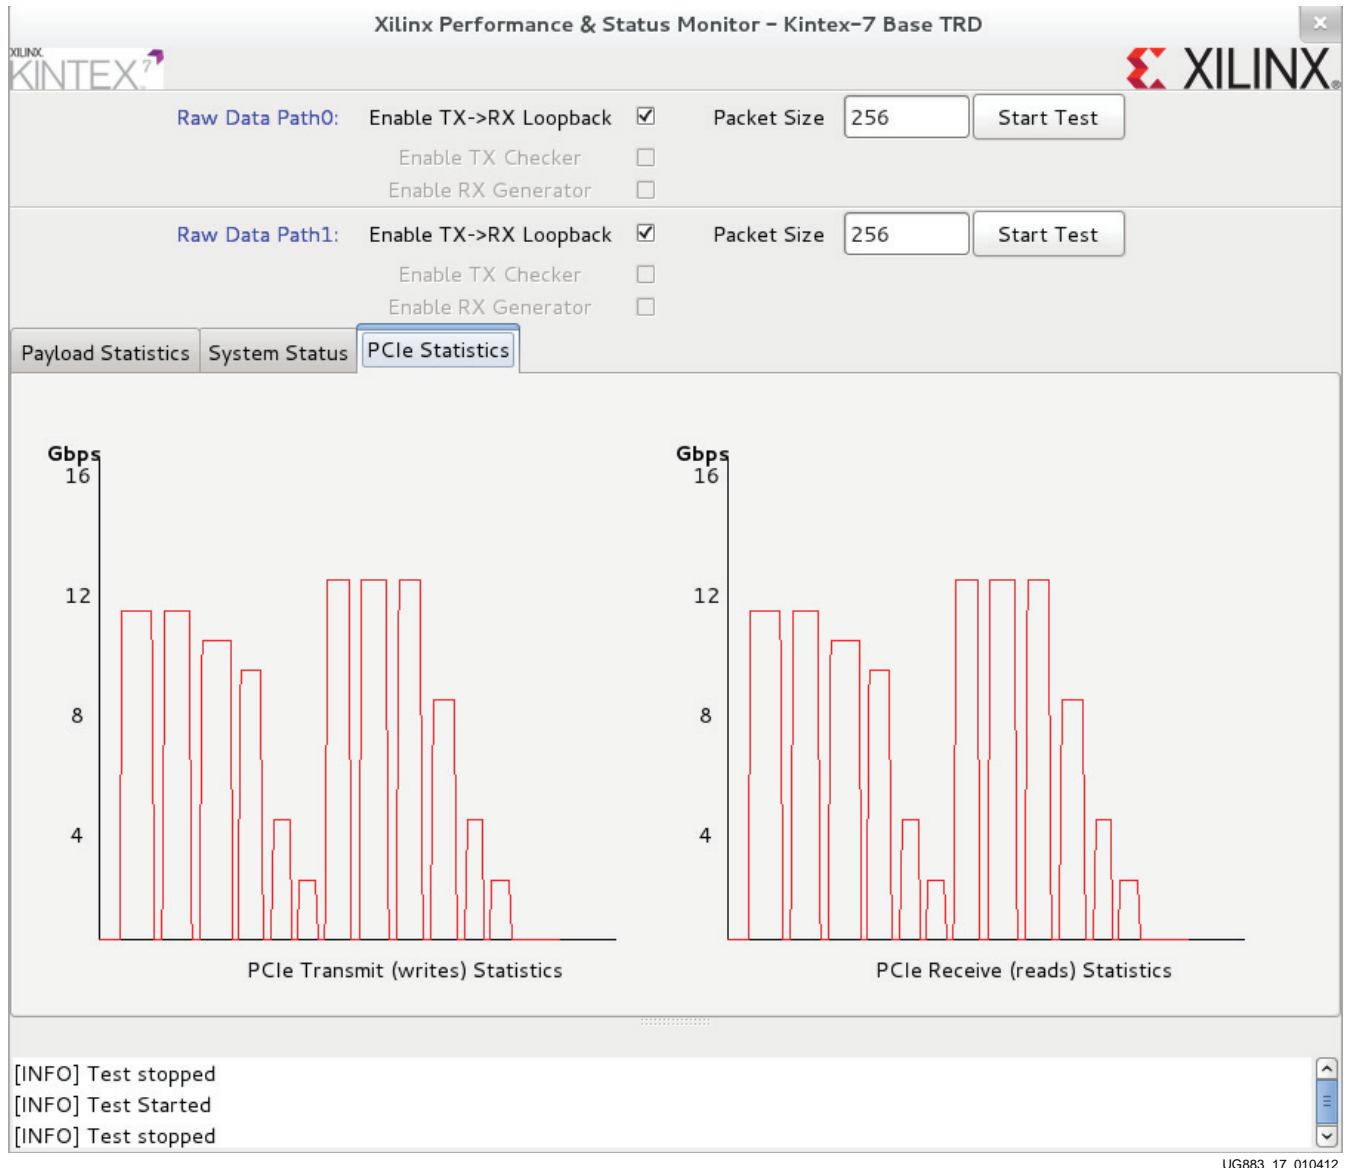 Xilinx Performance & Status Monitor – Kintex-7 Base TRD
XILINX
KINTEX 7
XILINX®
Raw Data Path0: Enable TX->RX Loopback Packet Size 256 Start Test
Enable TX Checker
Enable RX Generator
Raw Data Path1: Enable TX->RX Loopback Packet Size 256 Start Test
Enable TX Checker
Enable RX Generator
Payload Statistics System Status PCIe Statistics
Gbps Gbps
16 16
12 12
8 8
4 4
PCIe Transmit (writes) Statistics PCIe Receive (reads) Statistics
[INFO] Test stopped
[INFO] Test Started
[INFO] Test stopped
UG883_17_010412